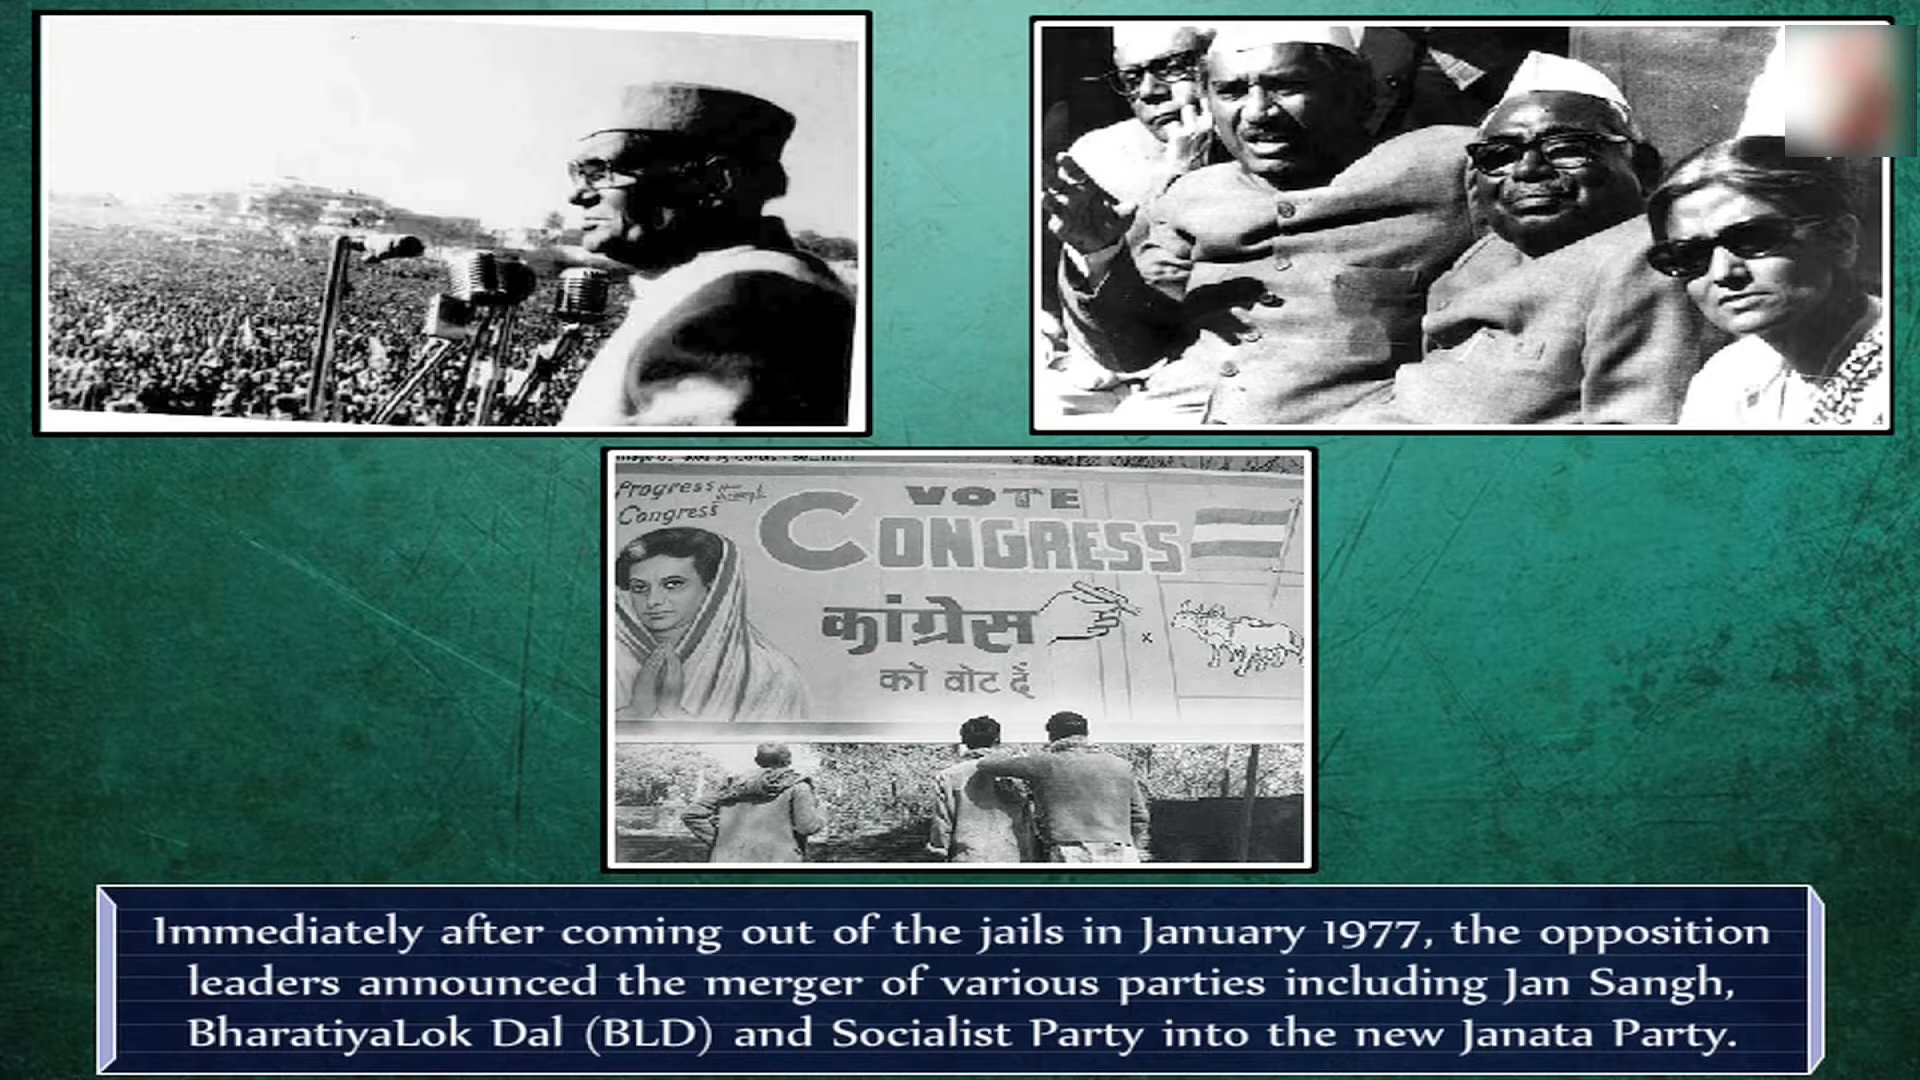 Progress
Congress
VOTE
CONGRESS
कांग्रेस
x
को वोट दें
Immediately after coming out of the jails in January 1977, the opposition
leaders announced the merger of various parties including Jan Sangh,
BharatiyaLok Dal (BLD) and Socialist Party into the new Janata Party.